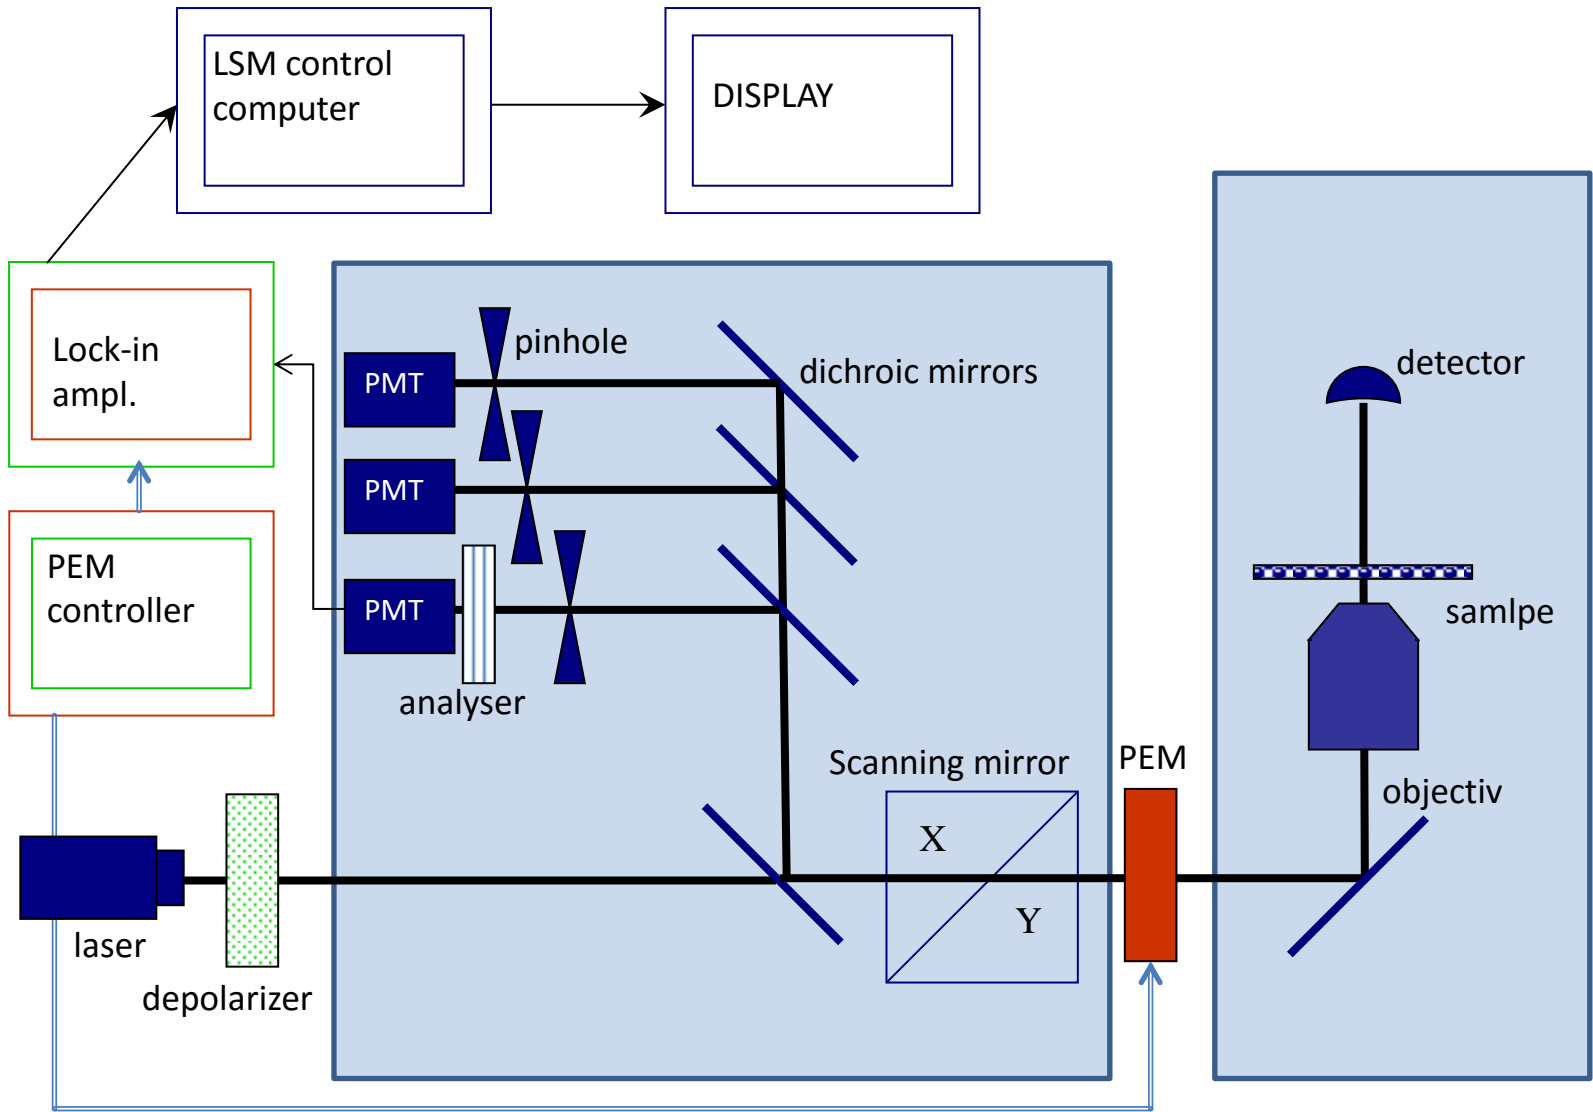 LSM control
computer
DISPLAY
Lock-in
ampl.
PMT
pinhole
dichroic mirrors
detector
PMT
PEM
controller
PMT
samlpe
analyser
Scanning mirror
PEM
objectiv
X
Y
laser
depolarizer